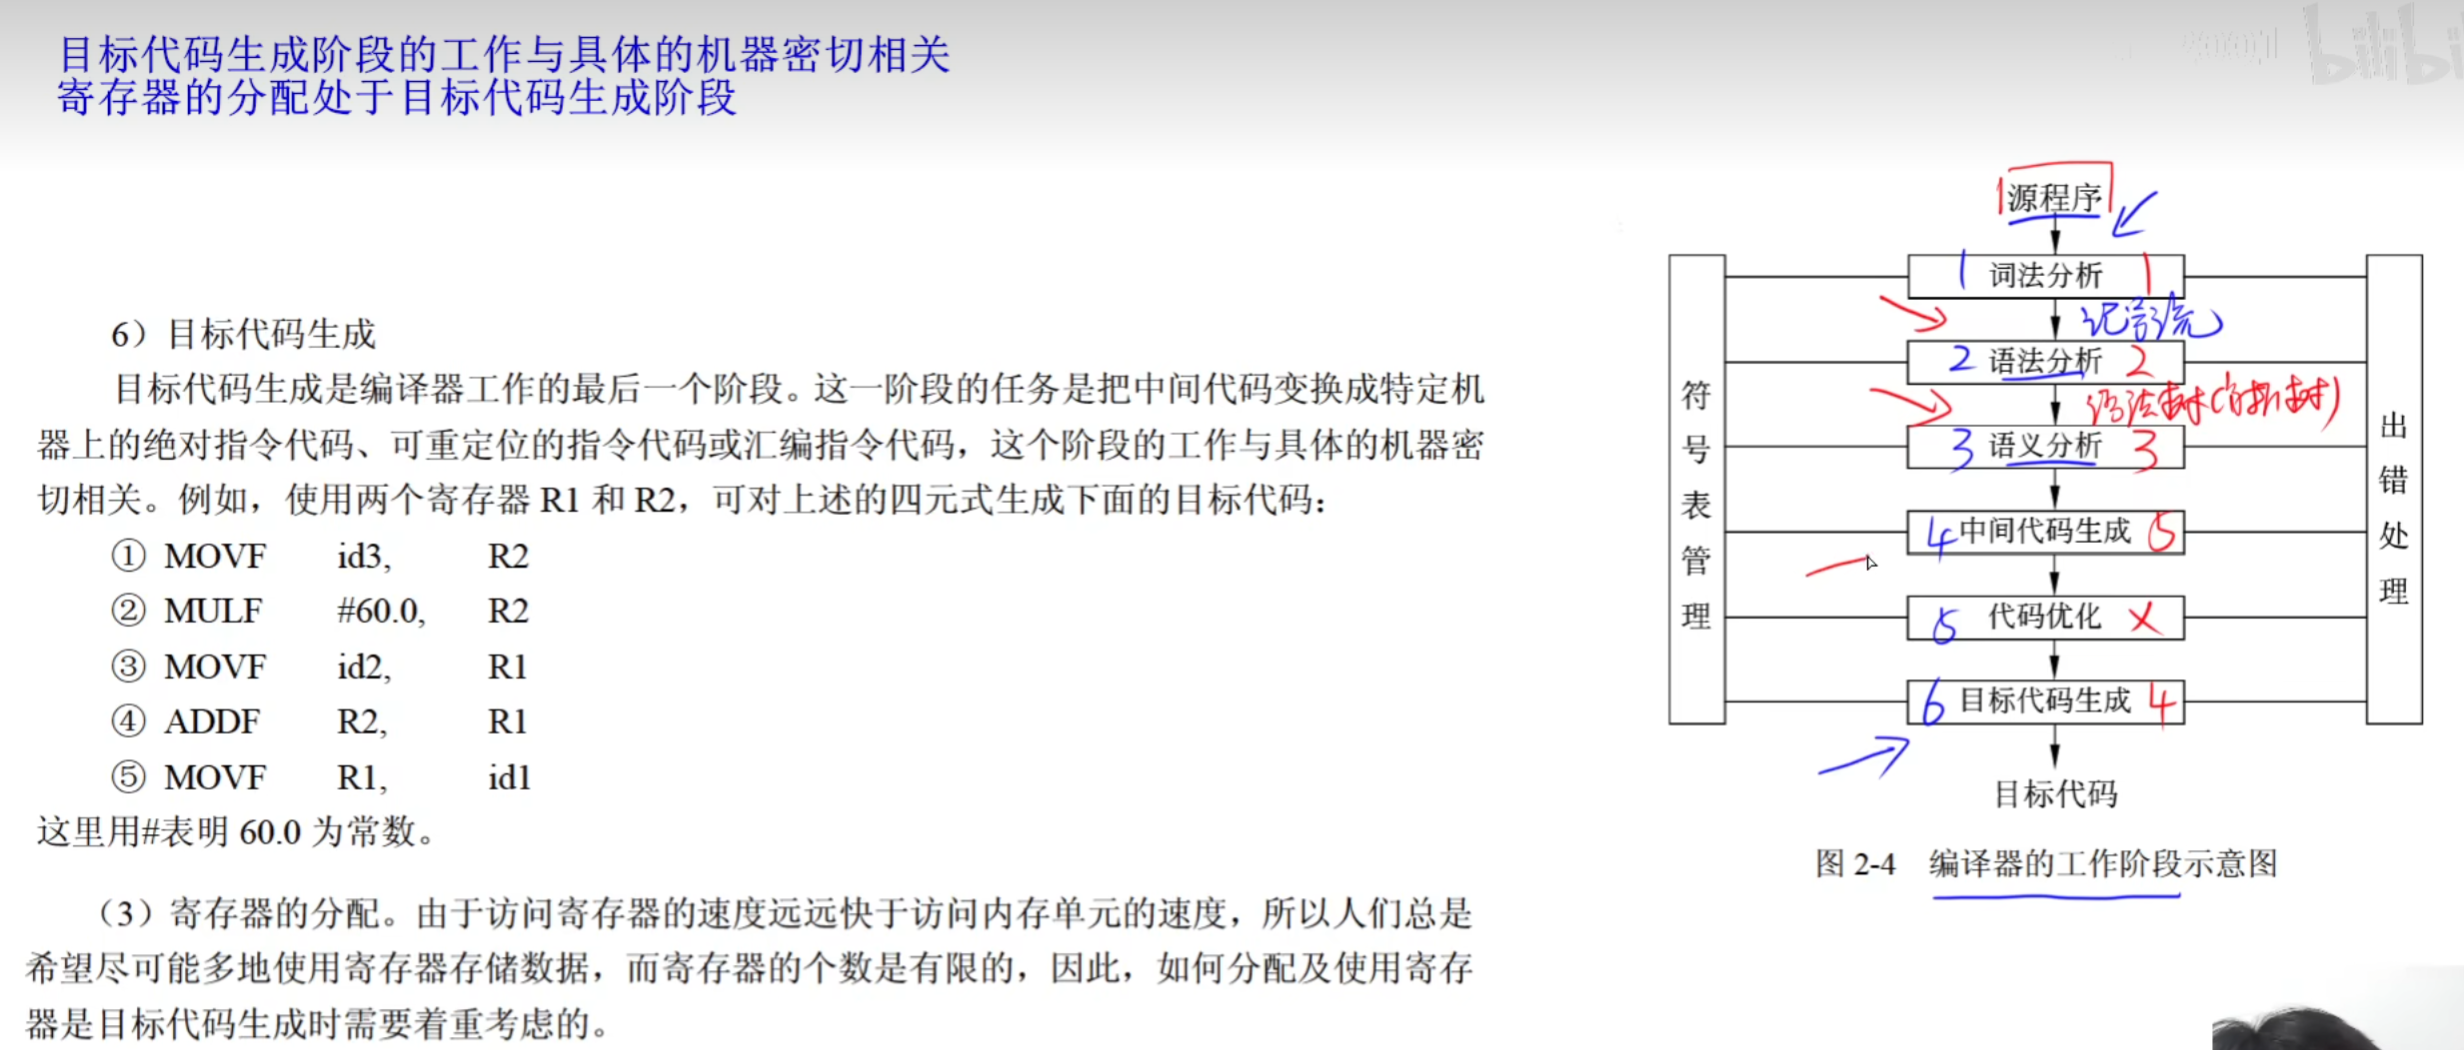 目标代码生成阶段的工作与具体的机器密切相关
寄存器的分配处于目标代码生成阶段
bilibili
6）目标代码生成
目标代码生成是编译器工作的最后一个阶段。这一阶段的任务是把中间代码变换成特定机
器上的绝对指令代码、可重定位的指令代码或汇编指令代码，这个阶段的工作与具体的机器密
切相关。例如，使用两个寄存器 R1 和 R2，可对上述的四元式生成下面的目标代码：
① MOVF id3, R2
② MULF #60.0, R2
③ MOVF id2, R1
④ ADDF R2, R1
⑤ MOVF R1, id1
这里用#表明 60.0 为常数。
（3）寄存器的分配。由于访问寄存器的速度远远快于访问内存单元的速度，所以人们总是
希望尽可能多地使用寄存器存储数据，而寄存器的个数是有限的，因此，如何分配及使用寄存
器是目标代码生成时需要着重考虑的。
源程序
1 词法分析 1
记号流
2 语法分析 2
语法树(分析树)
3 语义分析 3
4 中间代码生成 5
5 代码优化 ×
6 目标代码生成 4
目标代码
符号表管理
出错处理
图 2-4 编译器的工作阶段示意图